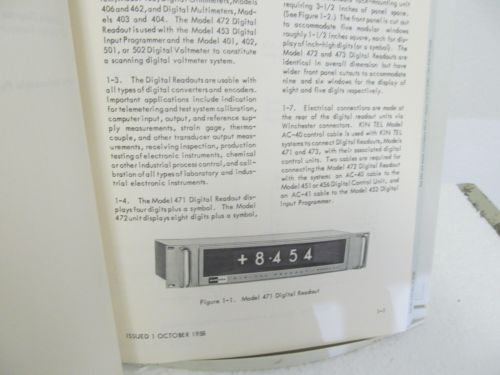 406 and 462, and Digital Multimeters, Mod-
els 403 and 404. The Model 472 Digital
Readout is used with the Model 453 Digital
Input Programmer and the Model 401, 402,
501, or 502 Digital Voltmeter to constitute
a scanning digital voltmeter system.
1-3. The Digital Readouts are usable with
all types of digital converters and encoders.
Important applications include indication
for telemetering and test system calibration,
computer input, output, and reference sup-
ply measurements, strain gage, thermo-
couple, and other transducer output meas-
urements, receiving inspection, production
testing of electronic instruments, chemical
or other industrial process control, and cali-
bration of all types of laboratory and indus-
trial electronic instruments.
1-4. The Model 471 Digital Readout dis-
plays four digits plus a symbol. The Model
472 unit displays eight digits plus a symbol,
requiring 3-1/2 inches of panel space.
(See Figure 1-2.) The front panel is cut out
to accommodate five modular windows
roughly 1-1/2 inches square, each for dis-
play of inch-high digits (or a symbol). The
Model 472 and 473 Digital Readouts are
identical in overall dimension but have
wider front panel cutouts to accommodate
nine and six windows for the display of
eight and five digits respectively.
1-7. Electrical connections are made at
the rear of the digital readout units via
Winchester connectors. KIN TEL Model
AC-40 control cable is used with KIN TEL
systems to connect Digital Readouts, Models
471 and 473, with their associated digital
control units. Two cables are required for
connecting the Model 472 Digital Readout
with the system: an AC-40 cable to the
Model 451 or 456 Digital Control Unit, and
an AC-41 cable to the Model 453 Digital
Input Programmer.
+8.454
DIGITAL READOUT
Figure 1-1. Model 471 Digital Readout
1-1
ISSUED 1 OCTOBER 1958